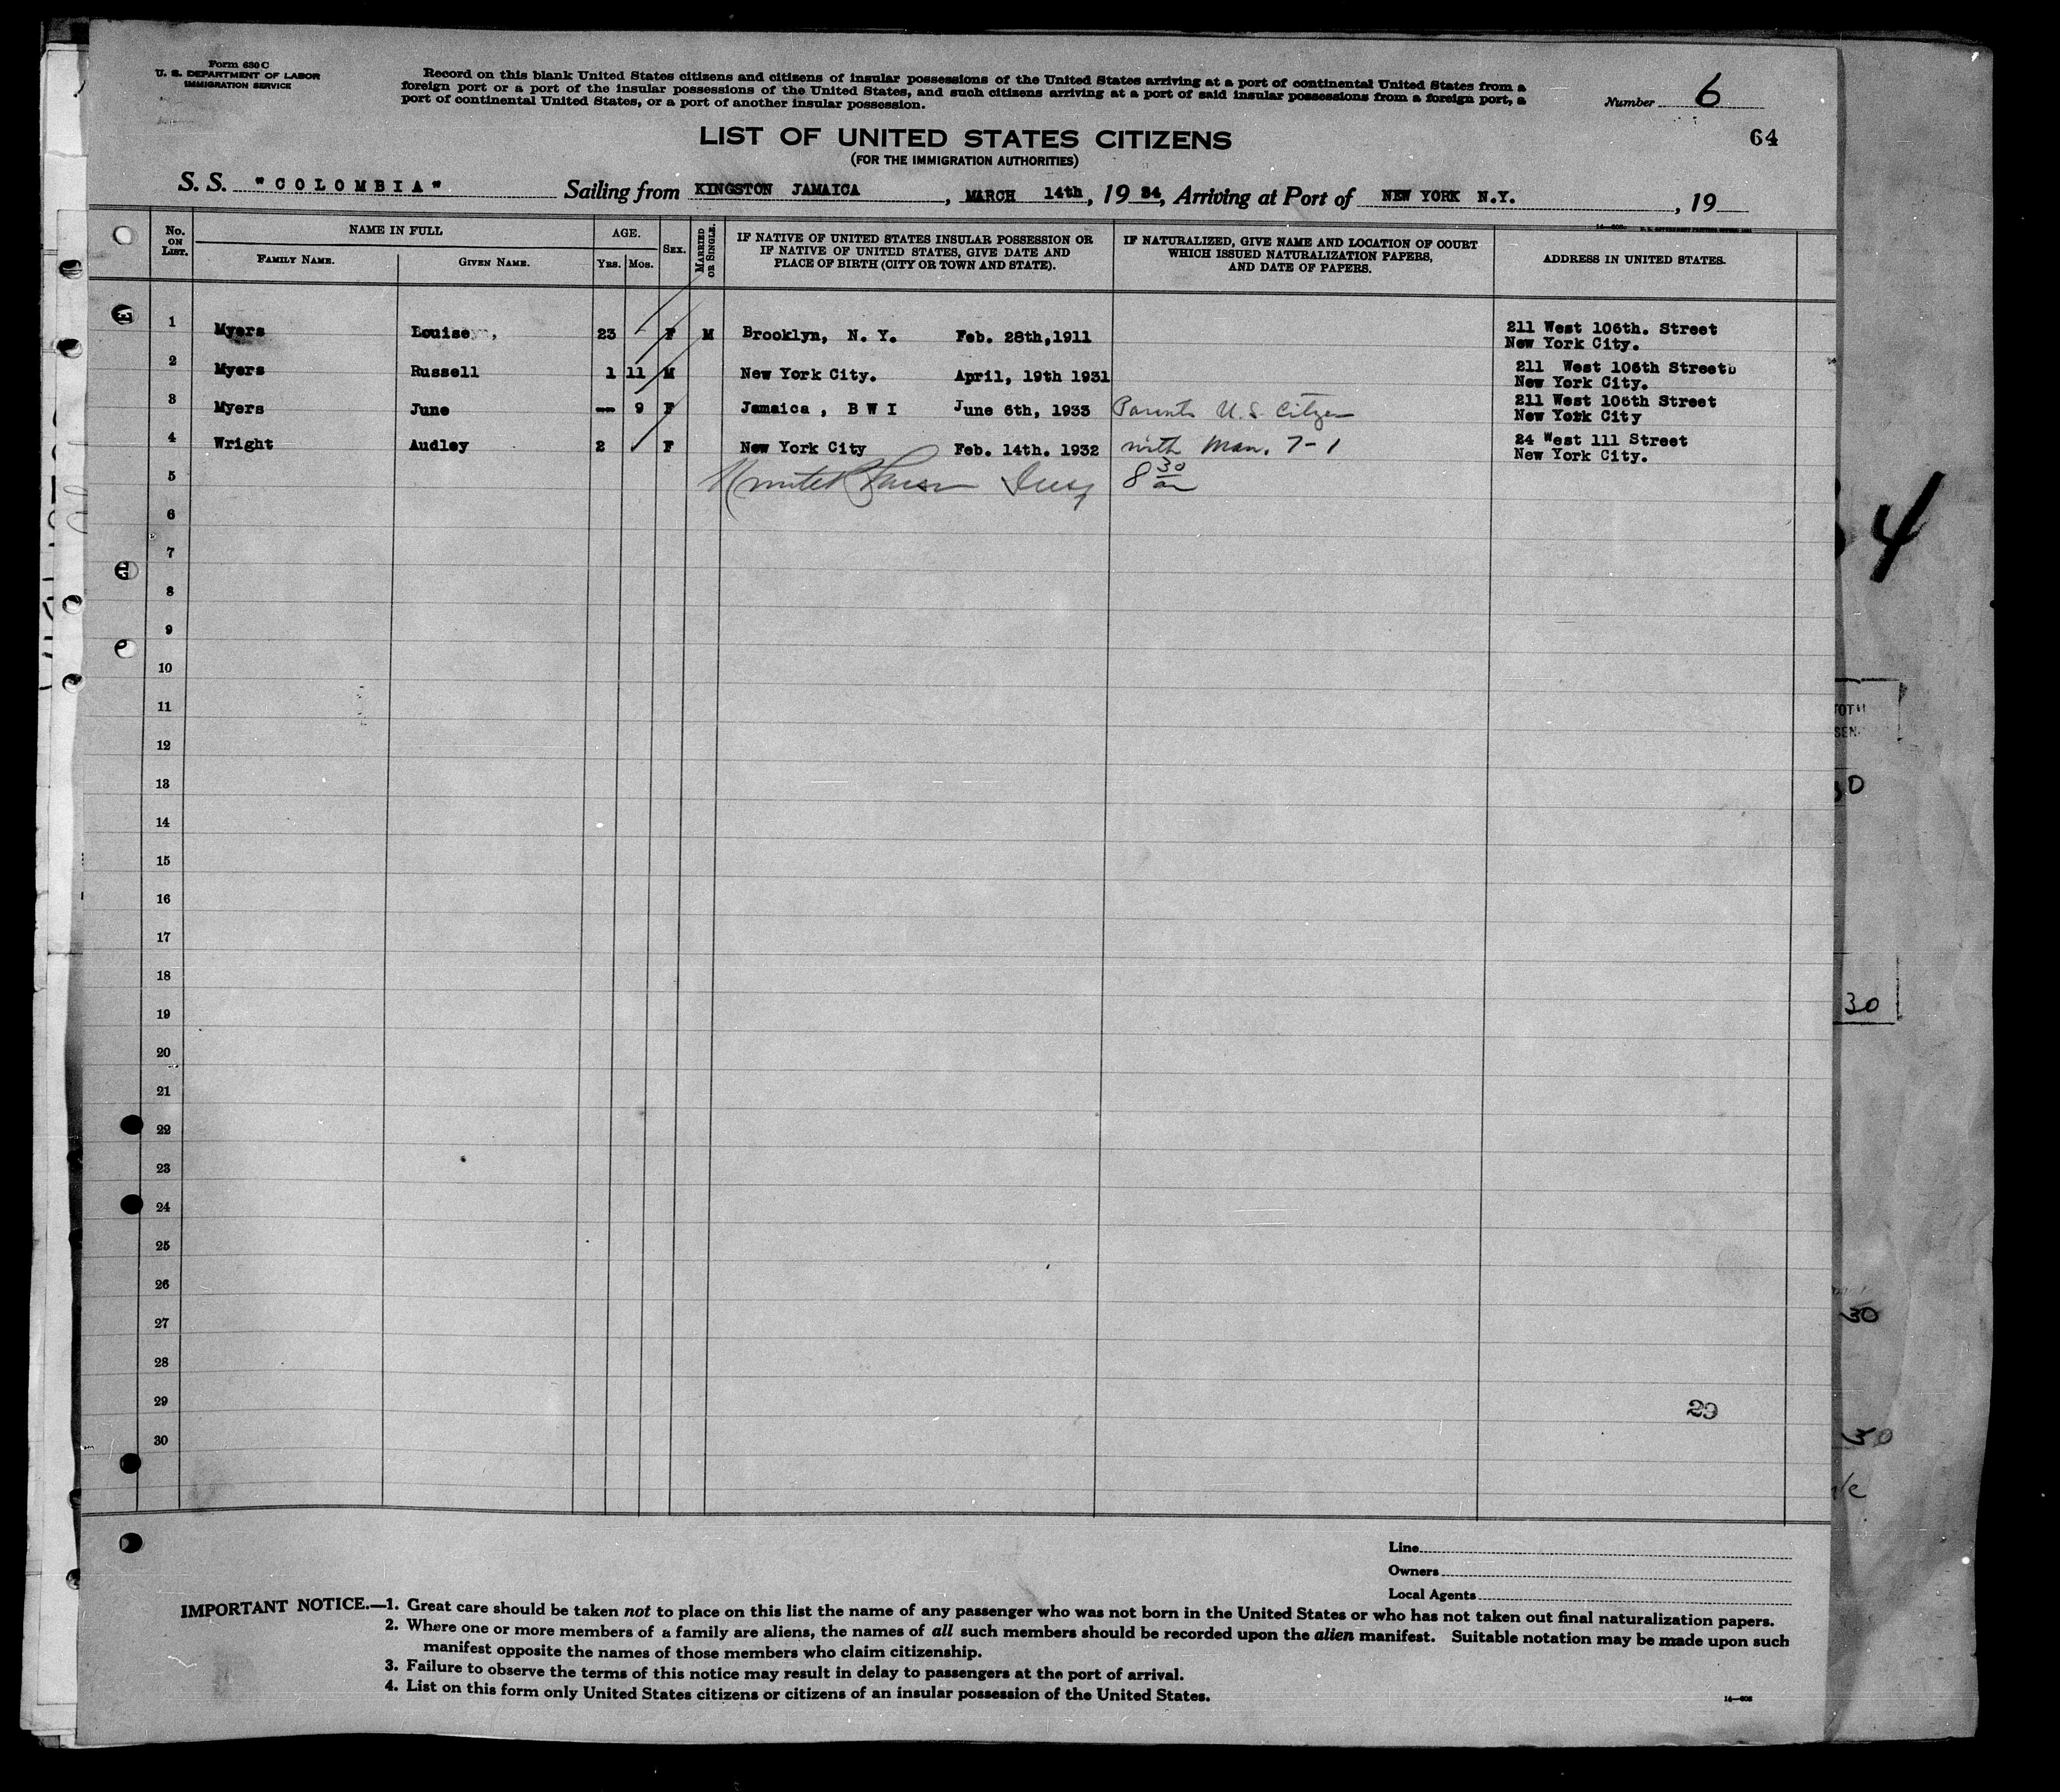 Form 630 C
U. S. DEPARTMENT OF LABOR
IMMIGRATION SERVICE
Record on this blank United States citizens and citizens of insular possessions of the United States arriving at a port of continental United States from a
foreign port or a port of the insular possessions of the United States, and such citizens arriving at a port of said insular possessions from a foreign port, a
port of continental United States, or a port of another insular possession.
Number 6
64
LIST OF UNITED STATES CITIZENS
(FOR THE IMMIGRATION AUTHORITIES)
S. S. "COLOMBIA" Sailing from KINGSTON JAMAICA, MARCH 14th, 19 34, Arriving at Port of NEW YORK N.Y., 19
No. ON LIST. NAME IN FULL FAMILY NAME. GIVEN NAME. AGE. YRS. MOS. SEX. MARRIED OR SINGLE. IF NATIVE OF UNITED STATES INSULAR POSSESSION OR IF NATIVE OF UNITED STATES, GIVE DATE AND PLACE OF BIRTH (CITY OR TOWN AND STATE). IF NATURALIZED, GIVE NAME AND LOCATION OF COURT WHICH ISSUED NATURALIZATION PAPERS, AND DATE OF PAPERS. ADDRESS IN UNITED STATES.
1 Myers Louise, 23 F M Brooklyn, N. Y. Feb. 28th,1911 211 West 106th. Street
New York City.
2 Myers Russell 1 11 M New York City. April, 19th 1931 211 West 106th Street
New York City.
3 Myers June — 9 F Jamaica, B W I June 6th, 1933 Parents U.S. Citizen 211 West 106th Street
New York City
4 Wright Audley 2 F New York City Feb. 14th. 1932 with Man. 7-1 24 West 111 Street
New York City.
5 8 30
6
7
8
9
10
11
12
13
14
15
16
17
18
19
20
21
22
23
24
25
26
27
28
29 29
30
Line
Owners
Local Agents
IMPORTANT NOTICE.—1. Great care should be taken not to place on this list the name of any passenger who was not born in the United States or who has not taken out final naturalization papers.
2. Where one or more members of a family are aliens, the names of all such members should be recorded upon the alien manifest. Suitable notation may be made upon such
manifest opposite the names of those members who claim citizenship.
3. Failure to observe the terms of this notice may result in delay to passengers at the port of arrival.
4. List on this form only United States citizens or citizens of an insular possession of the United States.
4
30
30
30